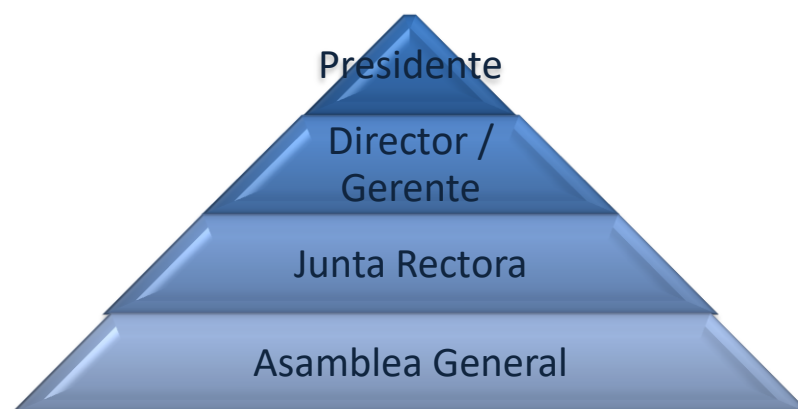 Presidente
Director /
Gerente
Junta Rectora
Asamblea General